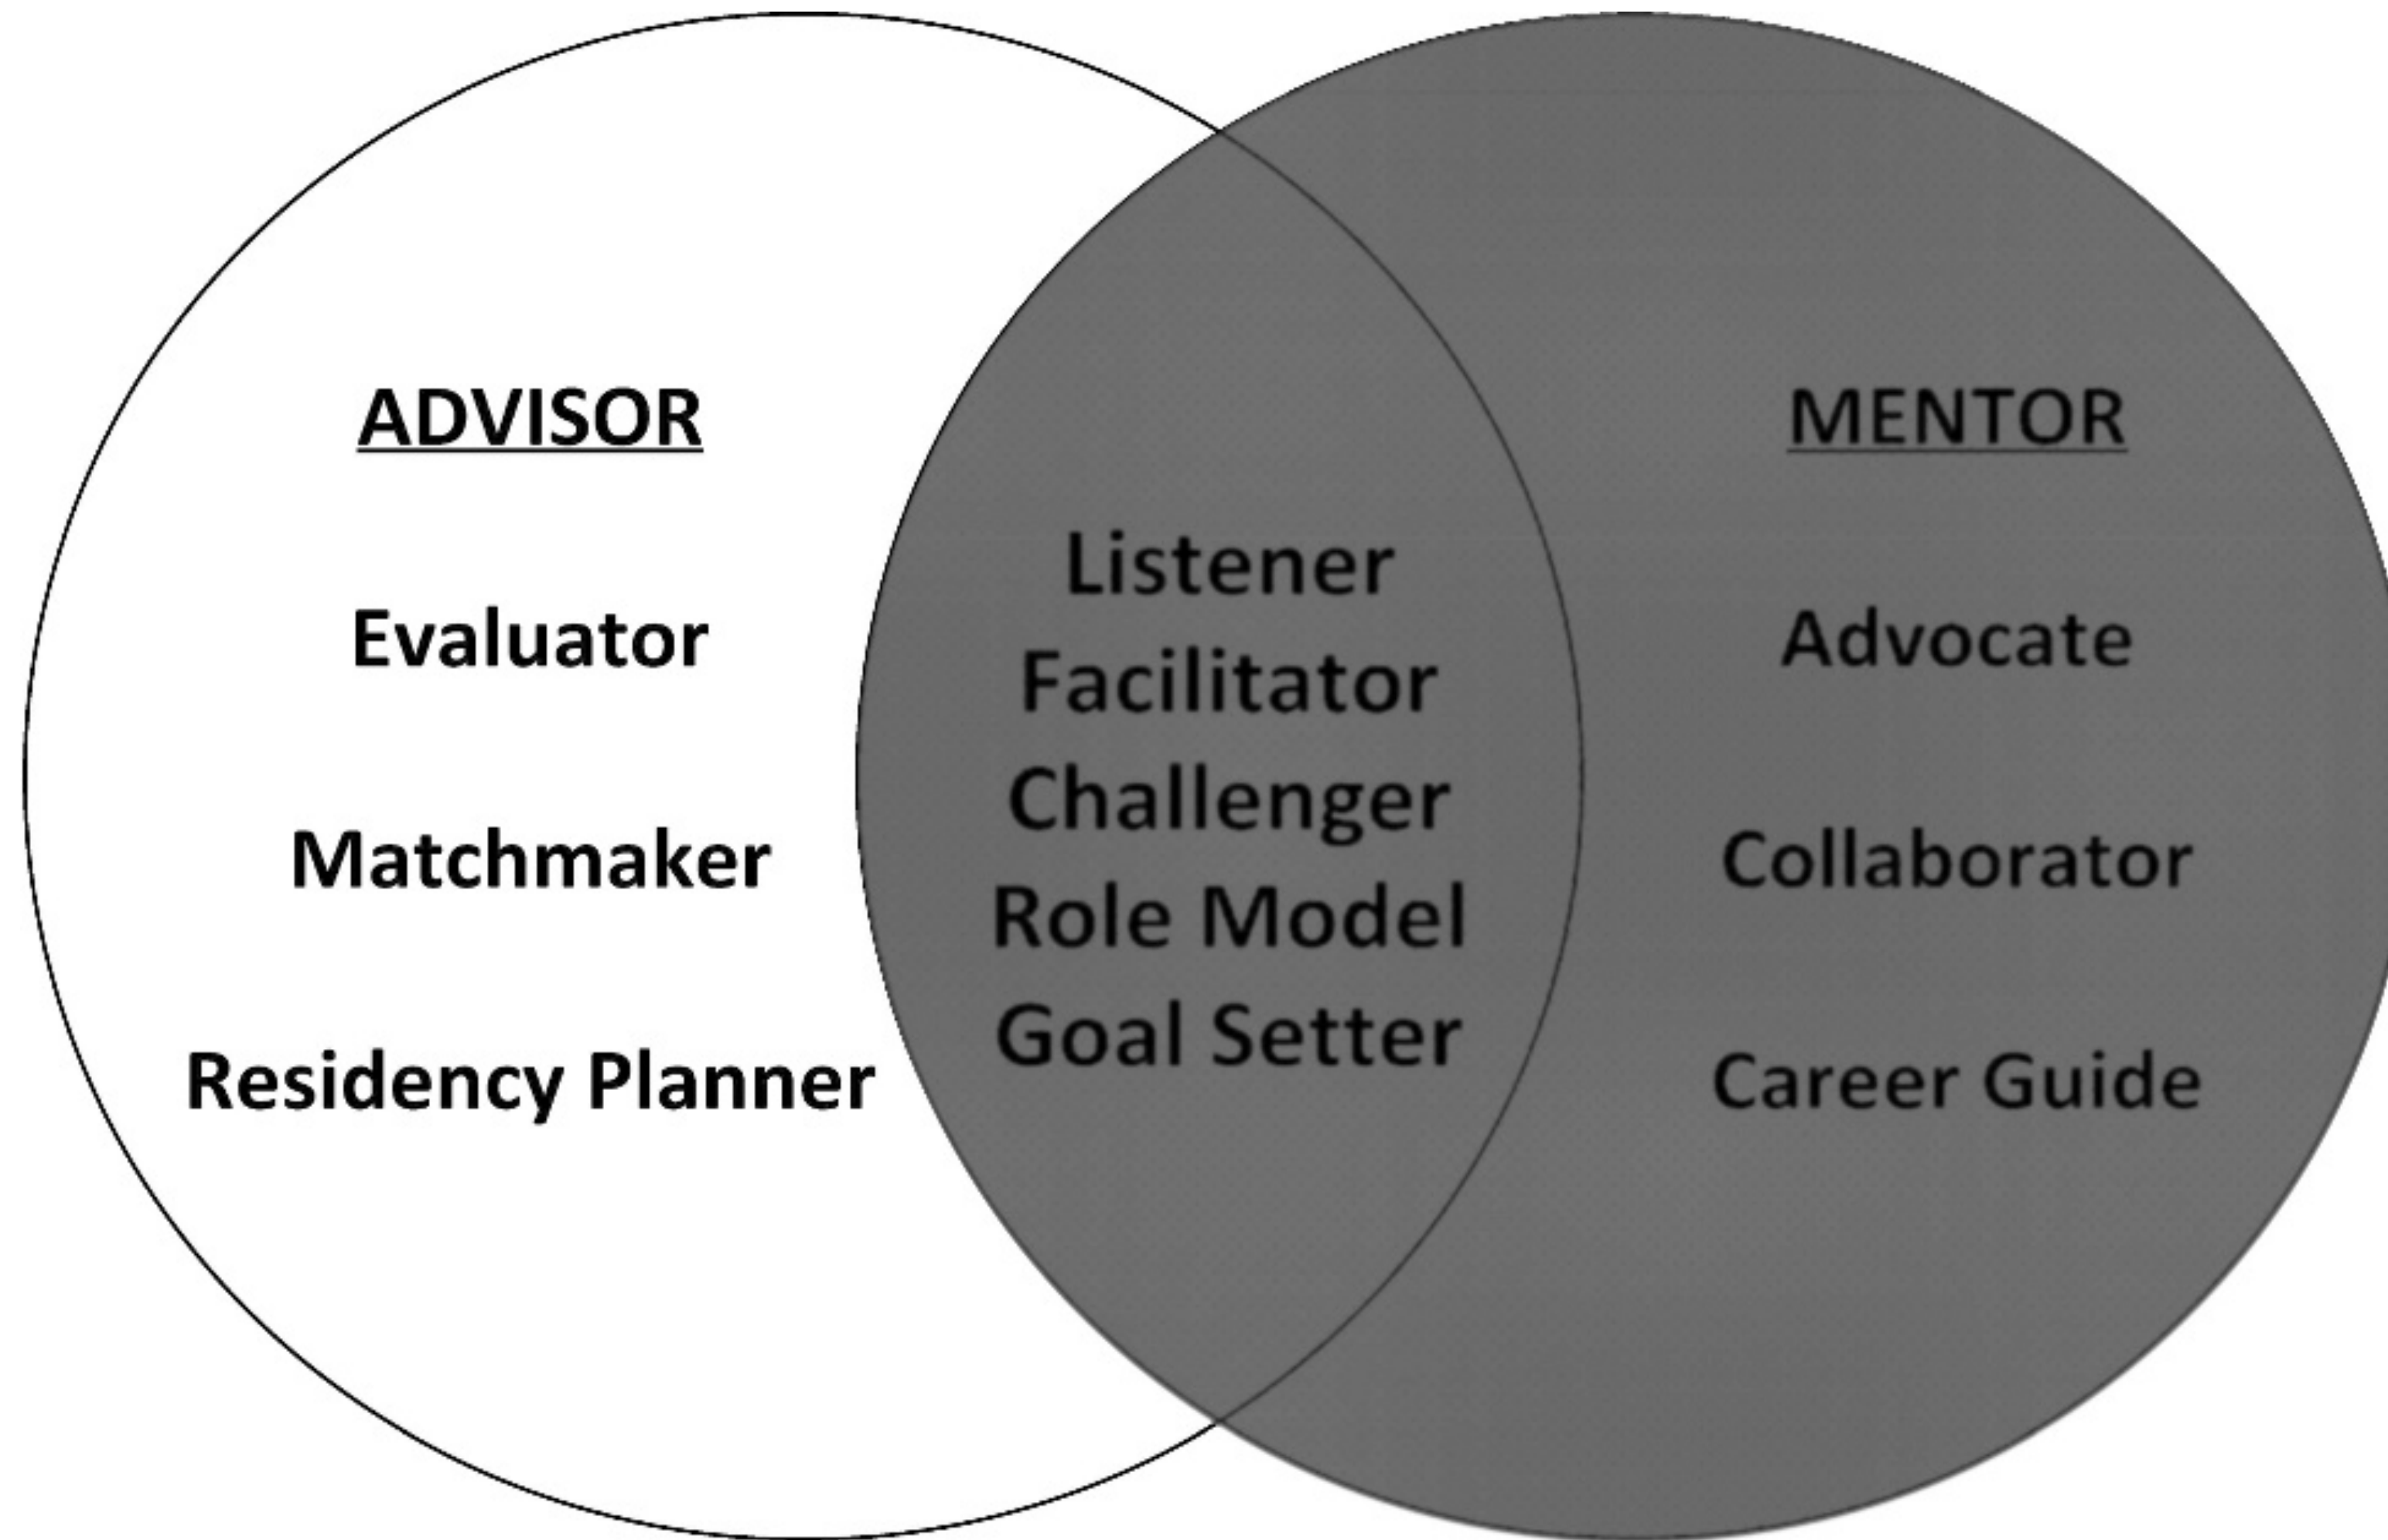 ADVISOR
Evaluator
Matchmaker
Residency Planner
Listener
Facilitator
Challenger
Role Model
Goal Setter
MENTOR
Advocate
Collaborator
Career Guide